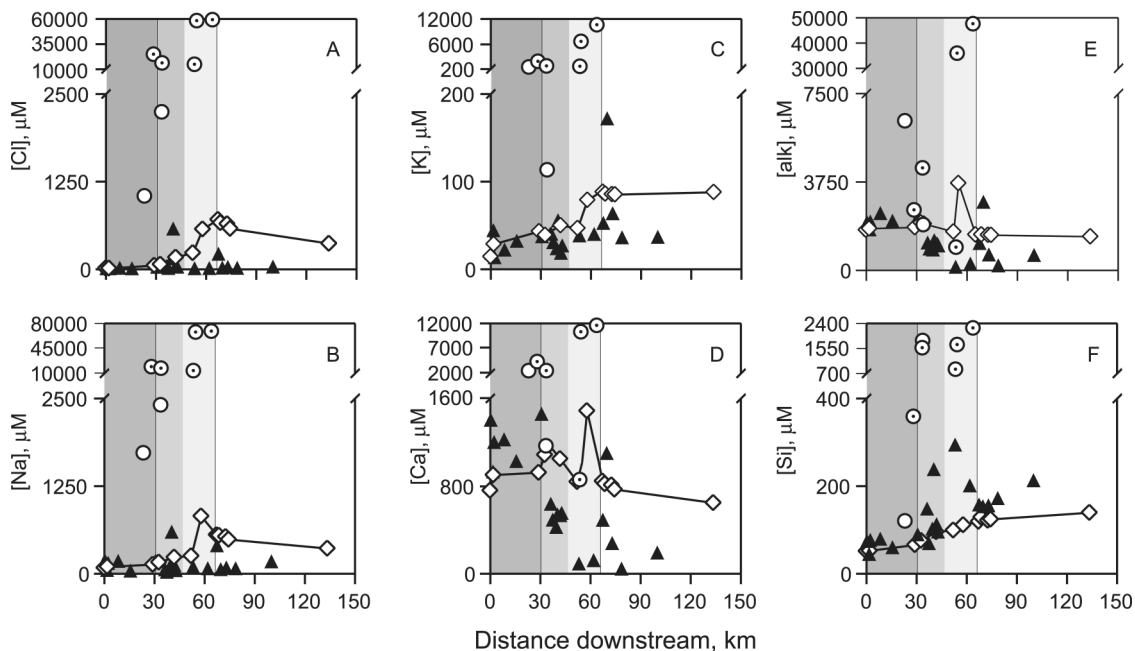 A
[Cl], µM
60000
35000
10000
2500
1250
0
C
[K], µM
12000
6000
200
200
100
0
E
[alk], µM
50000
40000
30000
7500
3750
0
B
[Na], µM
80000
45000
10000
2500
1250
0
0 30 60 90 120 150
D
[Ca], µM
12000
7000
2000
1600
800
0
0 30 60 90 120 150
F
[Si], µM
2400
1550
700
400
200
0
0 30 60 90 120 150
Distance downstream, km